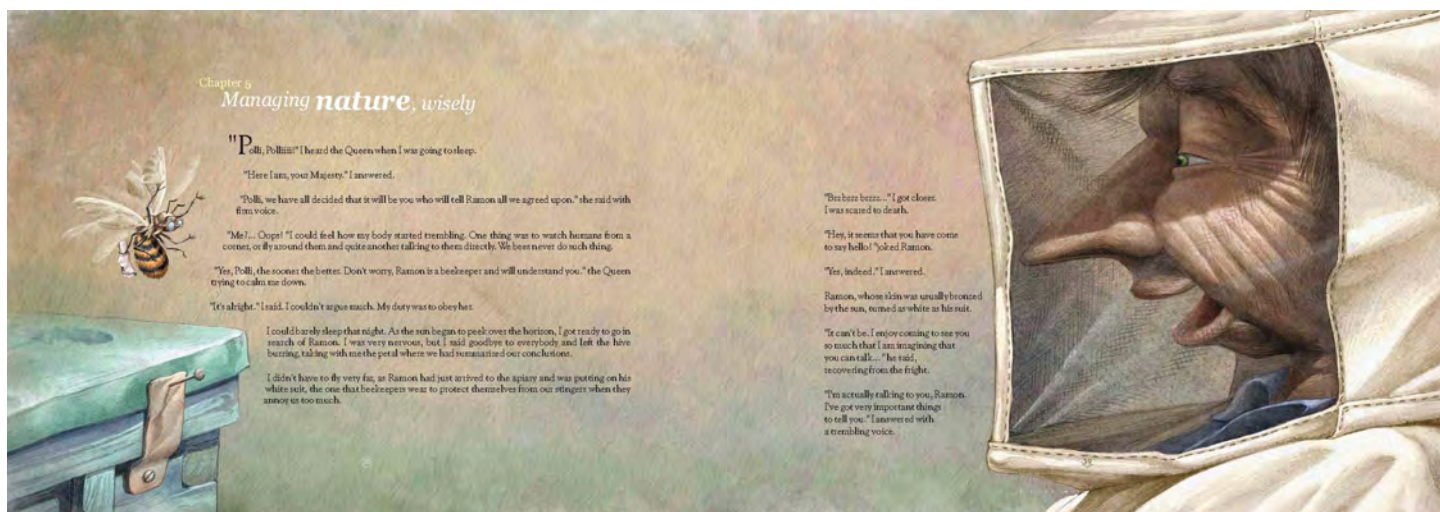 Chapter 5
Managing nature, wisely
"Polli, Polliiiii!" I heard the Queen when I was going to sleep.
"Here I am, your Majesty." I answered.
"Polli, we have all decided that it will be you who will tell Ramon all we agreed upon." she said with
firm voice.
"Me?... Oops! "I could feel how my body started trembling. One thing was to watch humans from a
corner, or fly around them and quite another talking to them directly. We bees never do such thing.
"Yes, Polli, the sooner the better. Don't worry, Ramon is a beekeeper and will understand you." the Queen
trying to calm me down.
"It's alright." I said. I couldn't argue much. My duty was to obey her.
I could barely sleep that night. As the sun began to peek over the horizon, I got ready to go in
search of Ramon. I was very nervous, but I said goodbye to everybody and left the hive
buzzing, taking with me the petal where we had summarized our conclusions.
I didn't have to fly very far, as Ramon had just arrived to the apiary and was putting on his
white suit, the one that beekeepers wear to protect themselves from our stingers when they
annoy us too much.
"Bzz bzzz bzzzz..." I got closer.
I was scared to death.
"Hey, it seems that you have come
to say hello! "joked Ramon.
"Yes, indeed." I answered.
Ramon, whose skin was usually bronzed
by the sun, turned as white as his suit.
"It can't be. I enjoy coming to see you
so much that I am imagining that
you can talk..." he said,
recovering from the fright.
"I'm actually talking to you, Ramon.
I've got very important things
to tell you." I answered with
a trembling voice.